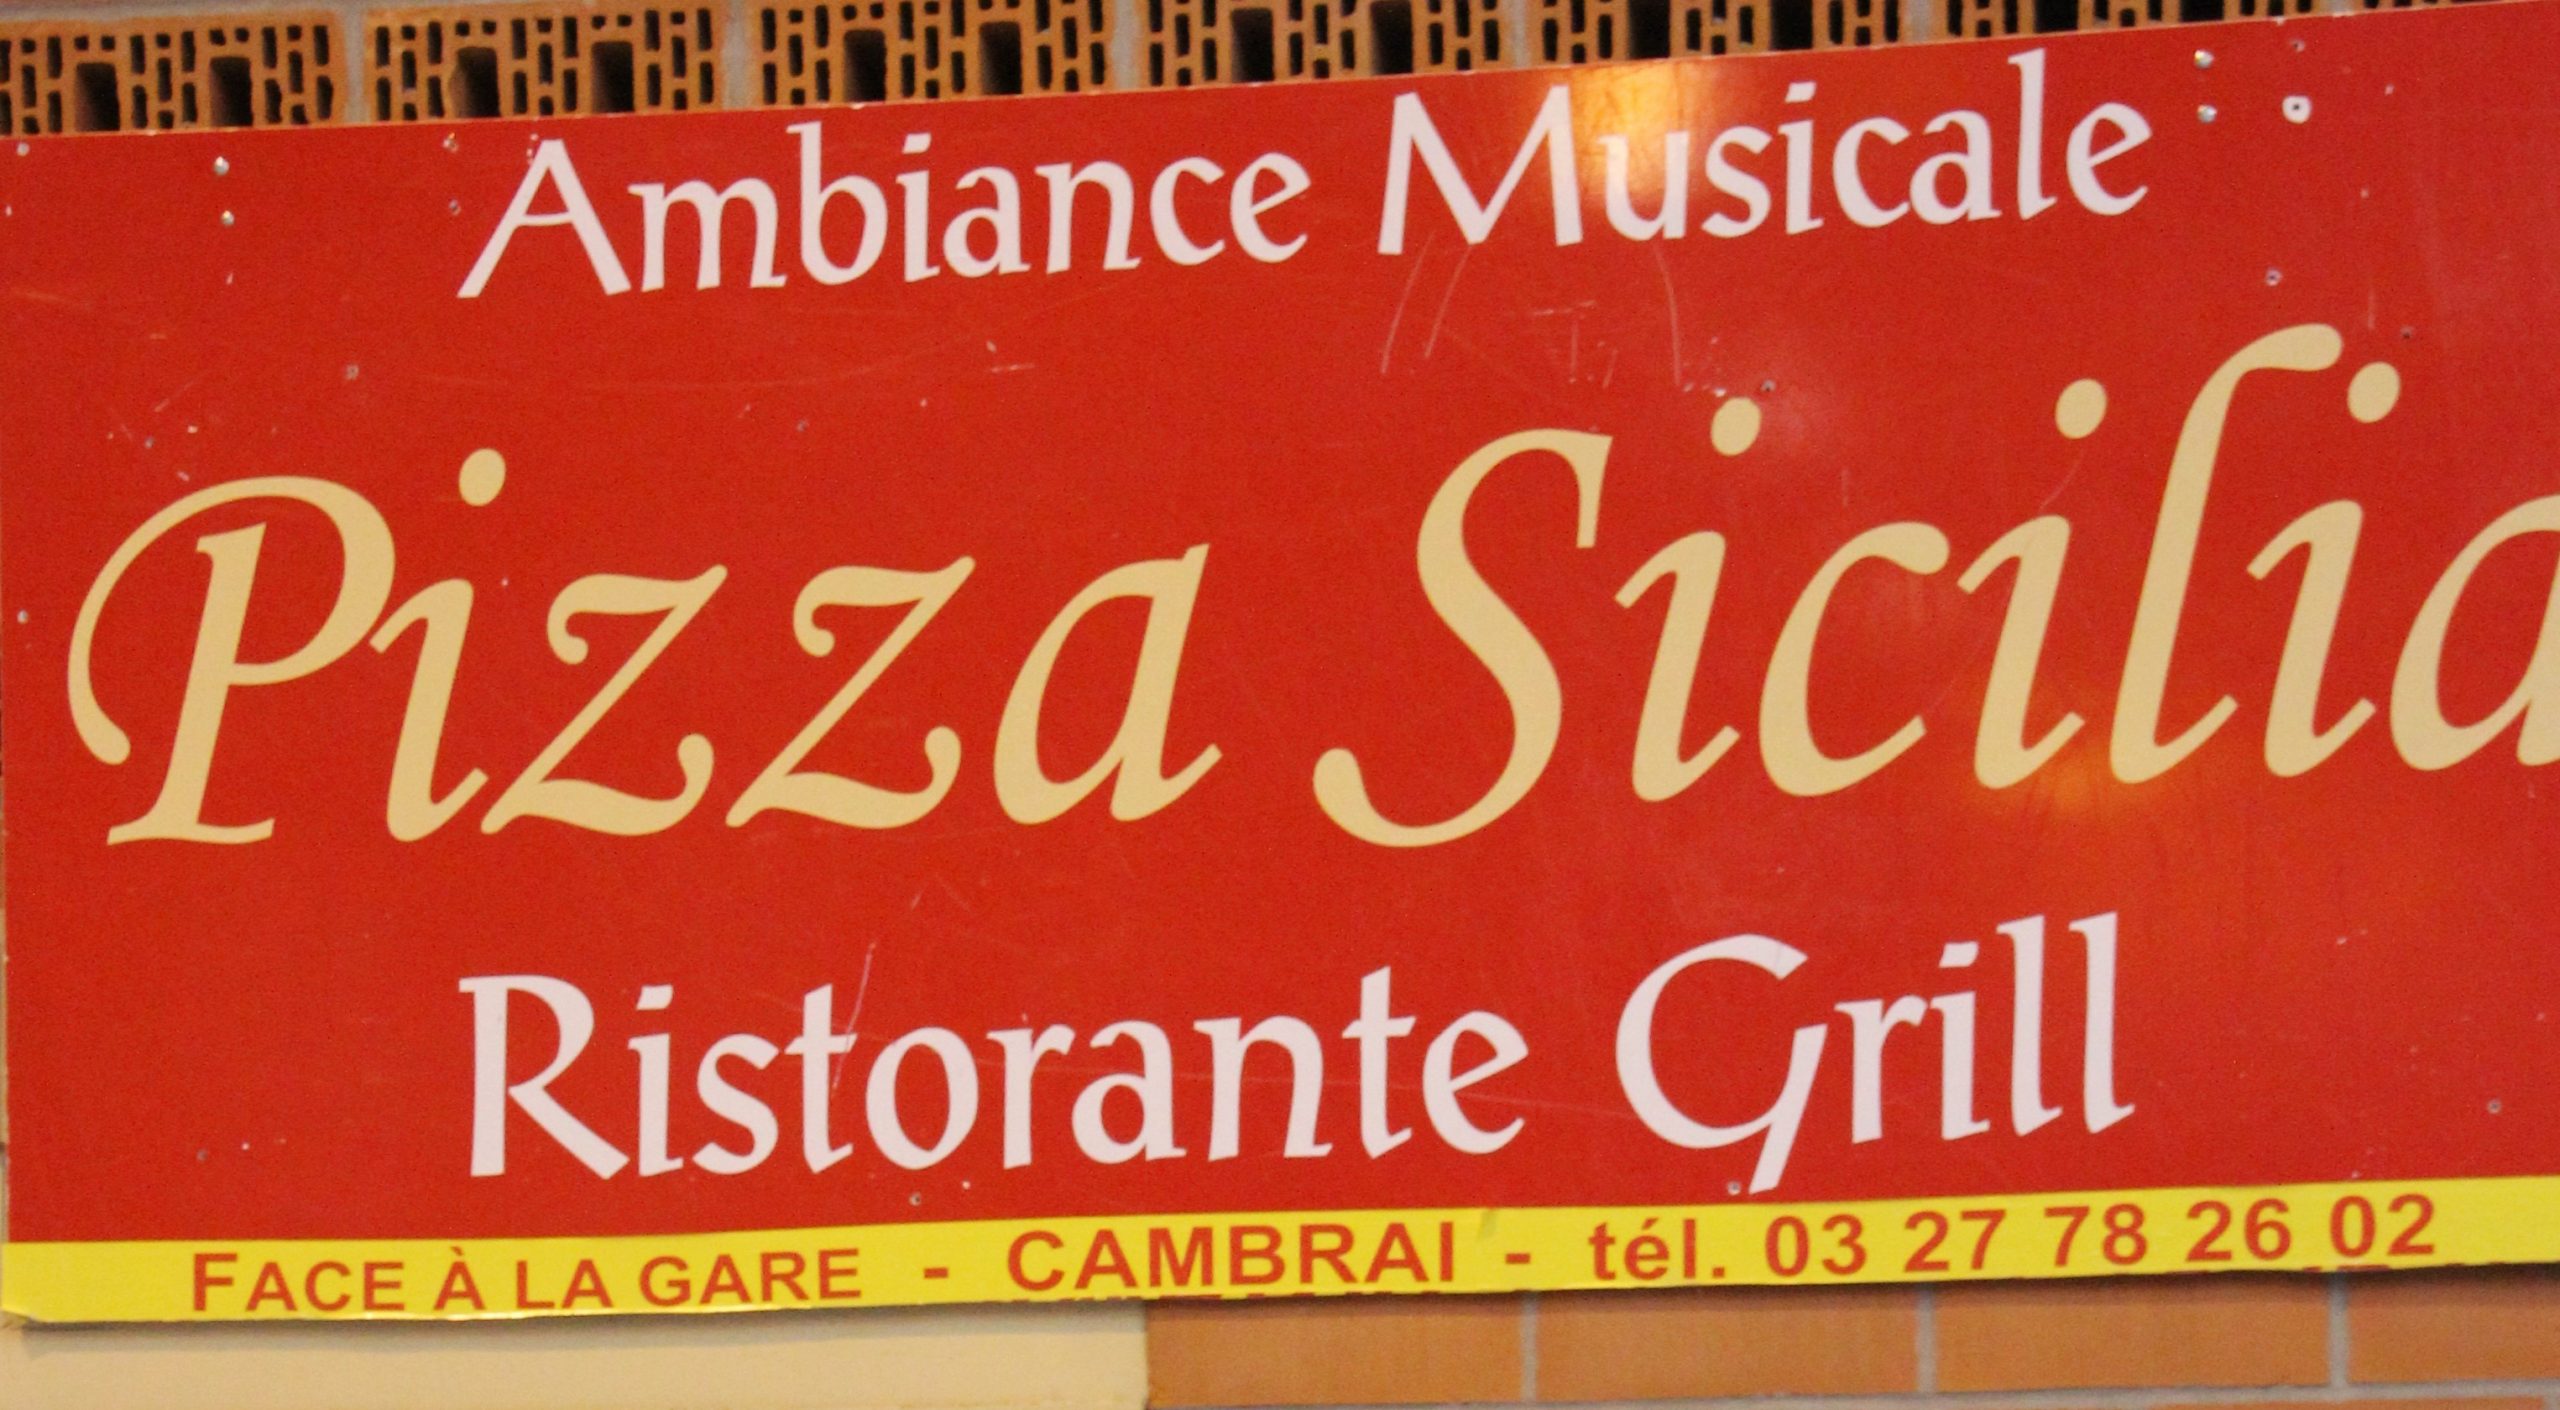 Ambiance Musicale
Pizza Sicilia
Ristorante Grill
FACE À LA GARE - CAMBRAI - tél. 03 27 78 26 02